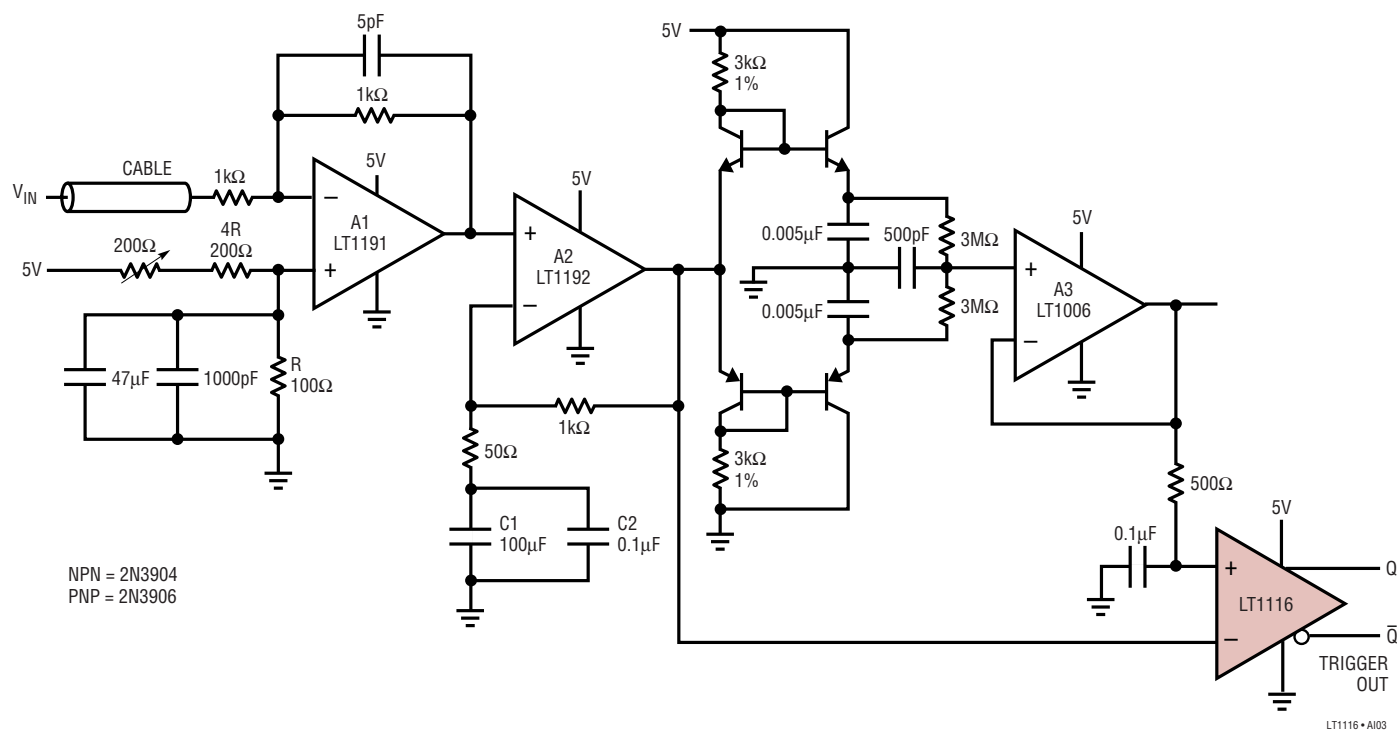 5pF
5V
3kΩ
1%
1kΩ
CABLE
5V
1kΩ
5V
VIN
−
A1
LT1191
+
A2
LT1192
0.005µF
500pF
3MΩ
5V
200Ω
4R
200Ω
5V
+
−
+
A3
LT1006
0.005µF
3MΩ
−
47µF
1000pF
R
100Ω
1kΩ
50Ω
3kΩ
1%
500Ω
5V
C1
100µF
C2
0.1µF
0.1µF
NPN = 2N3904
PNP = 2N3906
+
Q
LT1116
−
Q̅
TRIGGER
OUT
LT1116 • AI03